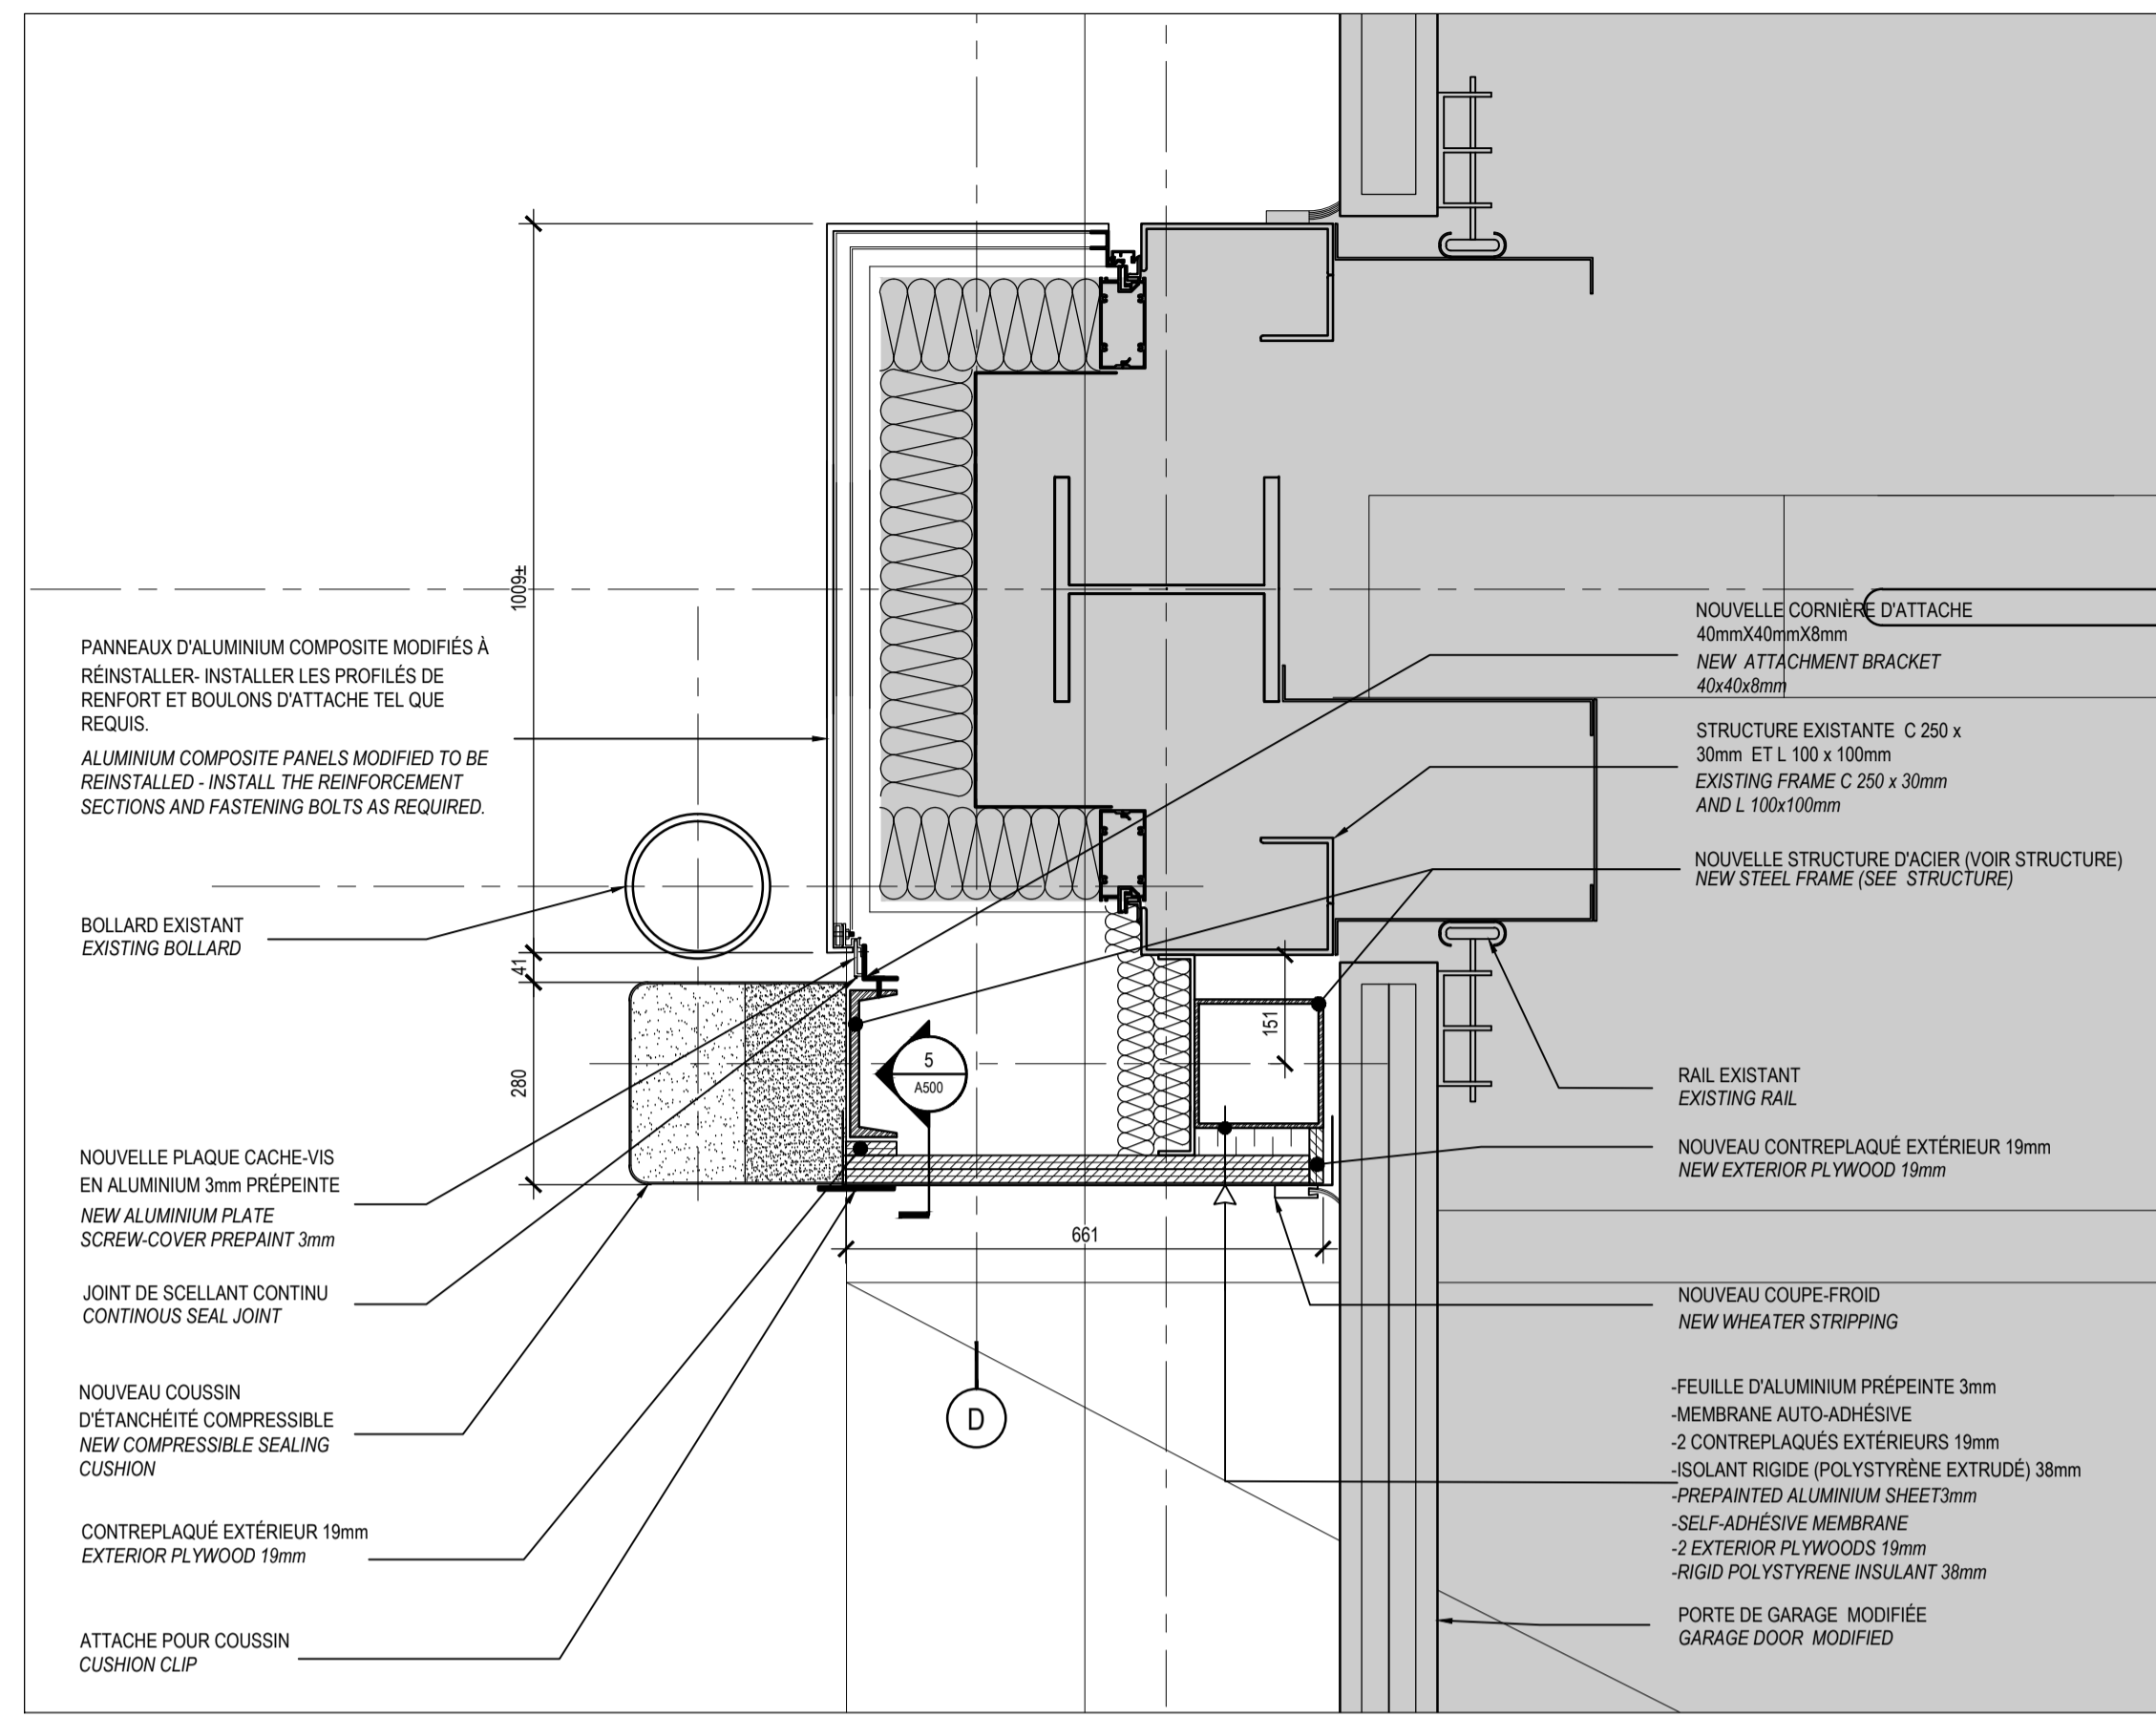 1009±
PANNEAUX D'ALUMINIUM COMPOSITE MODIFIÉS À
RÉINSTALLER- INSTALLER LES PROFILÉS DE
RENFORT ET BOULONS D'ATTACHE TEL QUE
REQUIS.
ALUMINIUM COMPOSITE PANELS MODIFIED TO BE
REINSTALLED - INSTALL THE REINFORCEMENT
SECTIONS AND FASTENING BOLTS AS REQUIRED.
BOLLARD EXISTANT
EXISTING BOLLARD
41
280
NOUVELLE PLAQUE CACHE-VIS
EN ALUMINIUM 3mm PRÉPEINTE
NEW ALUMINIUM PLATE
SCREW-COVER PREPAINT 3mm
JOINT DE SCELLANT CONTINU
CONTINOUS SEAL JOINT
NOUVEAU COUSSIN
D'ÉTANCHÉITÉ COMPRESSIBLE
NEW COMPRESSIBLE SEALING
CUSHION
CONTREPLAQUÉ EXTÉRIEUR 19mm
EXTERIOR PLYWOOD 19mm
ATTACHE POUR COUSSIN
CUSHION CLIP
5
A500
151
661
D
NOUVELLE CORNIÈRE D'ATTACHE
40mmX40mmX8mm
NEW ATTACHMENT BRACKET
40x40x8mm
STRUCTURE EXISTANTE C 250 x
30mm ET L 100 x 100mm
EXISTING FRAME C 250 x 30mm
AND L 100x100mm
NOUVELLE STRUCTURE D'ACIER (VOIR STRUCTURE)
NEW STEEL FRAME (SEE STRUCTURE)
RAIL EXISTANT
EXISTING RAIL
NOUVEAU CONTREPLAQUÉ EXTÉRIEUR 19mm
NEW EXTERIOR PLYWOOD 19mm
NOUVEAU COUPE-FROID
NEW WHEATER STRIPPING
-FEUILLE D'ALUMINIUM PRÉPEINTE 3mm
-MEMBRANE AUTO-ADHÉSIVE
-2 CONTREPLAQUÉS EXTÉRIEURS 19mm
-ISOLANT RIGIDE (POLYSTYRÈNE EXTRUDÉ) 38mm
-PREPAINTED ALUMINIUM SHEET3mm
-SELF-ADHÉSIVE MEMBRANE
-2 EXTERIOR PLYWOODS 19mm
-RIGID POLYSTYRENE INSULANT 38mm
PORTE DE GARAGE MODIFIÉE
GARAGE DOOR MODIFIED